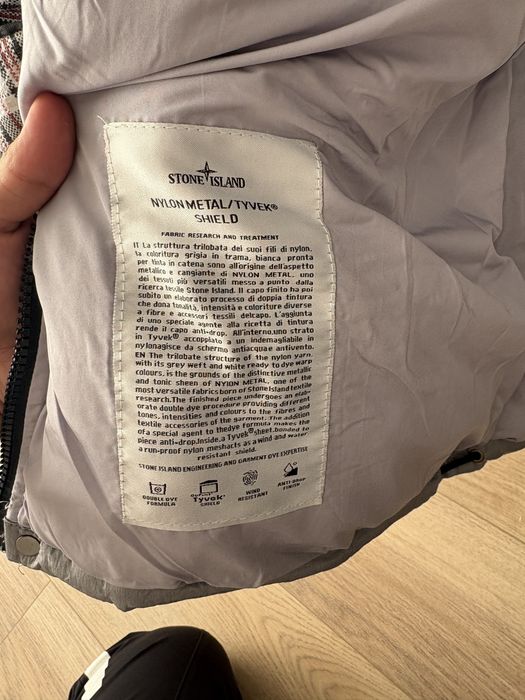 STONE ISLAND
NYLON METAL/TYVEK®
SHIELD
FABRIC RESEARCH AND TREATMENT
IT La struttura trilobata dei suoi fili di nylon,
la coloritura grigia in trama, bianca pronta
per tinta in catena sono all'origine dell'aspetto
metallico e cangiante di NYLON METAL, uno
dei tessuti più versatili messo a punto dalla
ricerca tessile Stone Island. Il capo finito ha poi
subito un elaborato processo di doppia tintura
che dona tonalità, intensità e coloriture diverse
a fibre e accessori tessili delcapo. L'aggiunta
di uno speciale agente alla ricetta di tintura
rende il capo anti-drop. All'interno,uno strato
in Tyvek® accoppiato a un indemagliabile in
nylonagisce da schermo antiacquae antivento.
EN The trilobate structure of the nylon yarn,
with its grey weft and white ready to dye warp
colours, is the grounds of the distinctive metallic
and tonic sheen of NYLON METAL, one of the
most versatile fabrics born of Stone Island textile
research.The finished piece undergoes an elab-
orate double dye procedure providing different
tones, intensities and colours to the fibres and
textile accessories of the garment. The addition
of a special agent to thedye formula makes the
piece anti-drop.Inside,a Tyvek®sheet,bonded to
a run-proof nylon meshacts as a wind and water
resistant shield.
STONE ISLAND ENGINEERING AND GARMENT DYE EXPERTISE
DOUBLE DYE
FORMULA
Tyvek®
SHIELD
WIND
RESISTANT
ANTI-DROP
FINISH